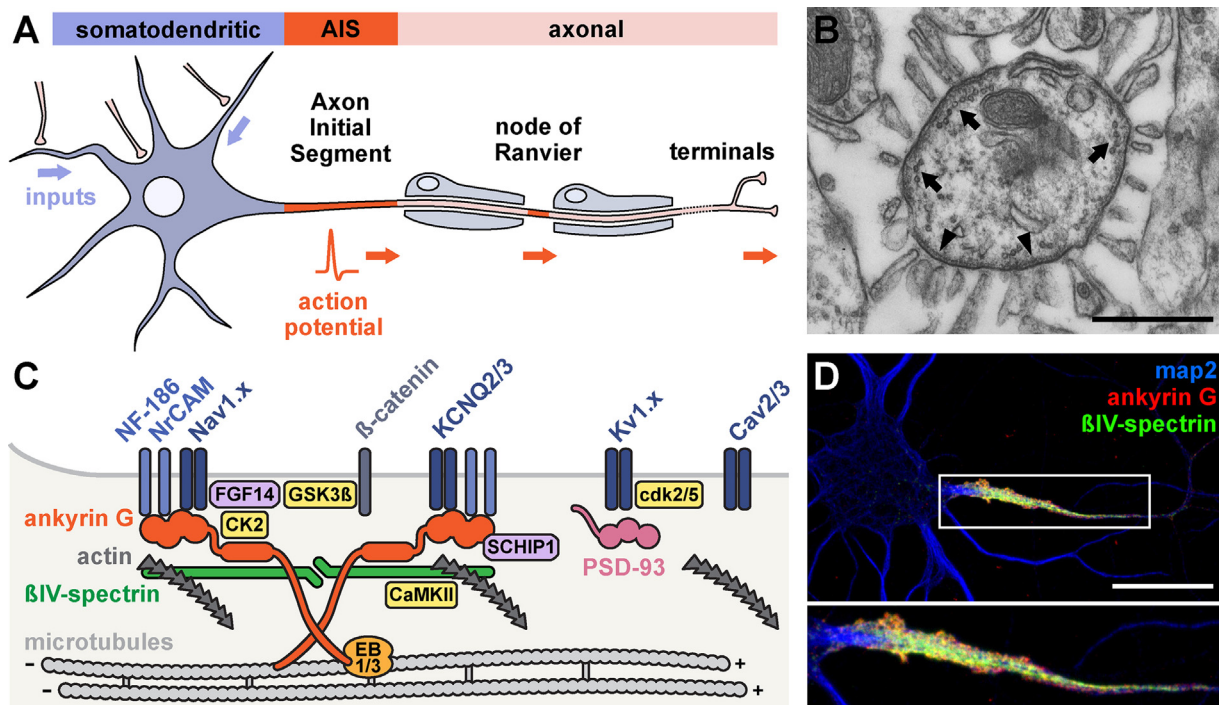 A
somatodendritic
AIS
axonal
Axon
Initial
Segment
node of
Ranvier
terminals
inputs
action
potential
B
C
NF-186
NrCAM
Nav1.x
ß-catenin
KCNQ2/3
Kv1.x
Cav2/3
FGF14
GSK3ß
cdk2/5
ankyrin G
CK2
SCHIP1
actin
PSD-93
ßIV-spectrin
CaMKII
microtubules
EB
1/3
- +
- +
D
map2
ankyrin G
ßIV-spectrin